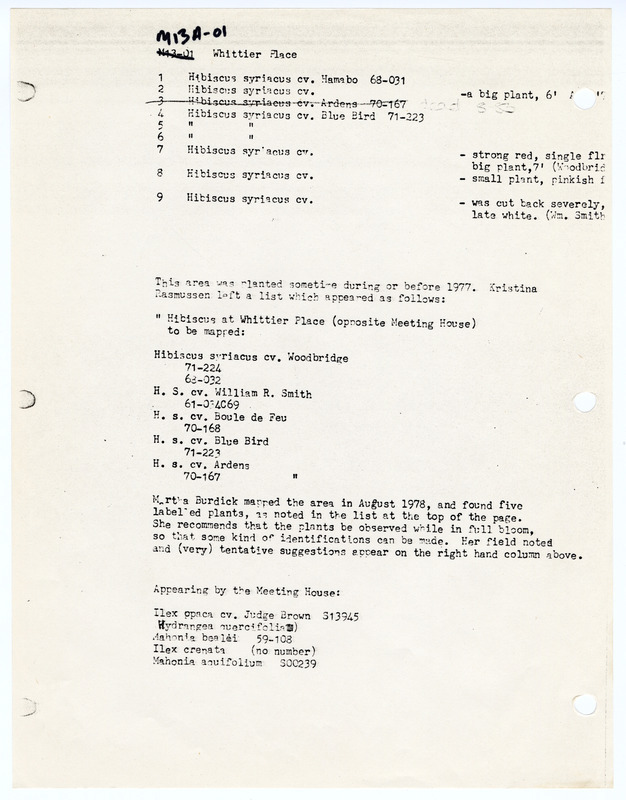 M13A-01
M13-01 Whittier Place
1 Hibiscus syriacus cv. Hamabo 68-031
2 Hibiscus syriacus cv. -a big plant, 6'
3 Hibiscus syriacus cv. Ardens 70-167
4 Hibiscus syriacus cv. Blue Bird 71-223
5 " "
6 " "
7 Hibiscus syriacus cv. - strong red, single flr
big plant,7' (Woodbrid
8 Hibiscus syriacus cv. - small plant, pinkish f
9 Hibiscus syriacus cv. - was cut back severely,
late white. (Wm. Smith
This area was planted sometime during or before 1977. Kristina
Rasmussen left a list which appeared as follows:
" Hibiscus at Whittier Place (opposite Meeting House)
to be mapped:
Hibiscus syriacus cv. Woodbridge
71-224
68-032
H. S. cv. William R. Smith
61-034C69
H. s. cv. Boule de Feu
70-168
H. s. cv. Blue Bird
71-223
H. s. cv. Ardens
70-167 "
Martha Burdick mapped the area in August 1978, and found five
labelled plants, as noted in the list at the top of the page.
She recommends that the plants be observed while in full bloom,
so that some kind of identifications can be made. Her field noted
and (very) tentative suggestions appear on the right hand column above.
Appearing by the Meeting House:
Ilex opaca cv. Judge Brown S13945
Hydrangea quercifolia)
Mahonia bealei 59-108
Ilex crenata (no number)
Mahonia aquifolium S00239